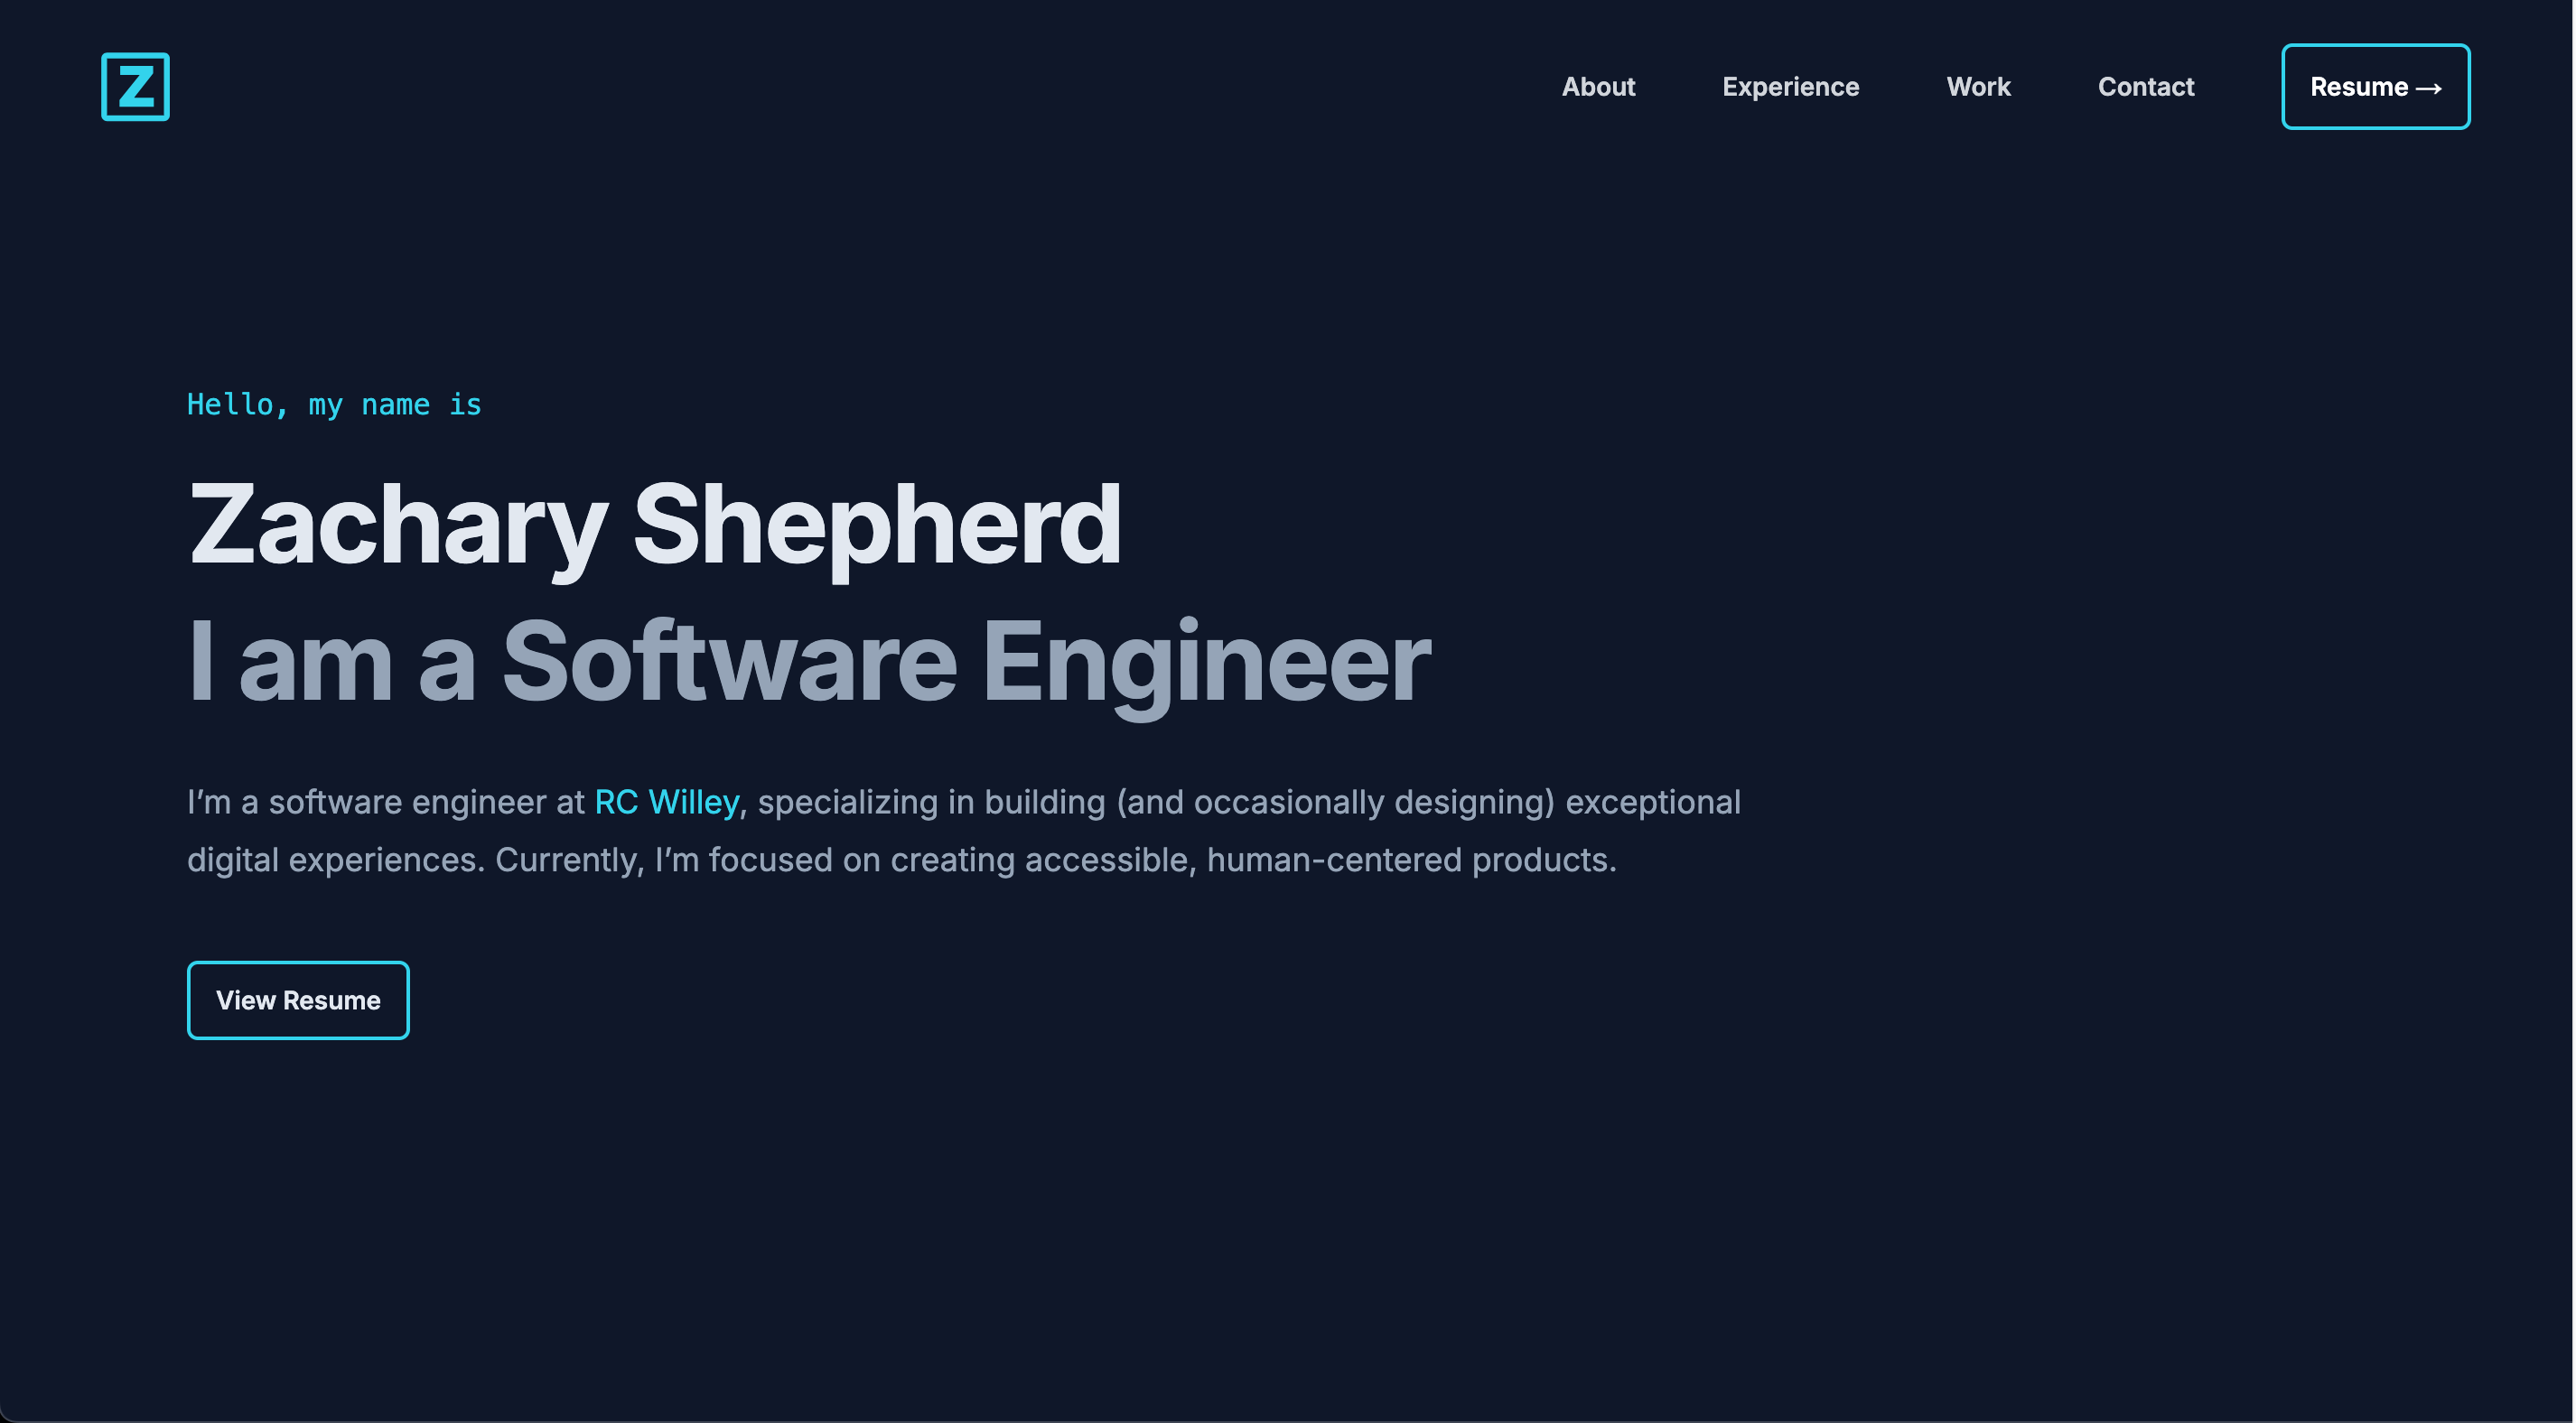 Z
About Experience Work Contact Resume →
Hello, my name is
Zachary Shepherd
I am a Software Engineer
I’m a software engineer at RC Willey, specializing in building (and occasionally designing) exceptional
digital experiences. Currently, I’m focused on creating accessible, human-centered products.
View Resume